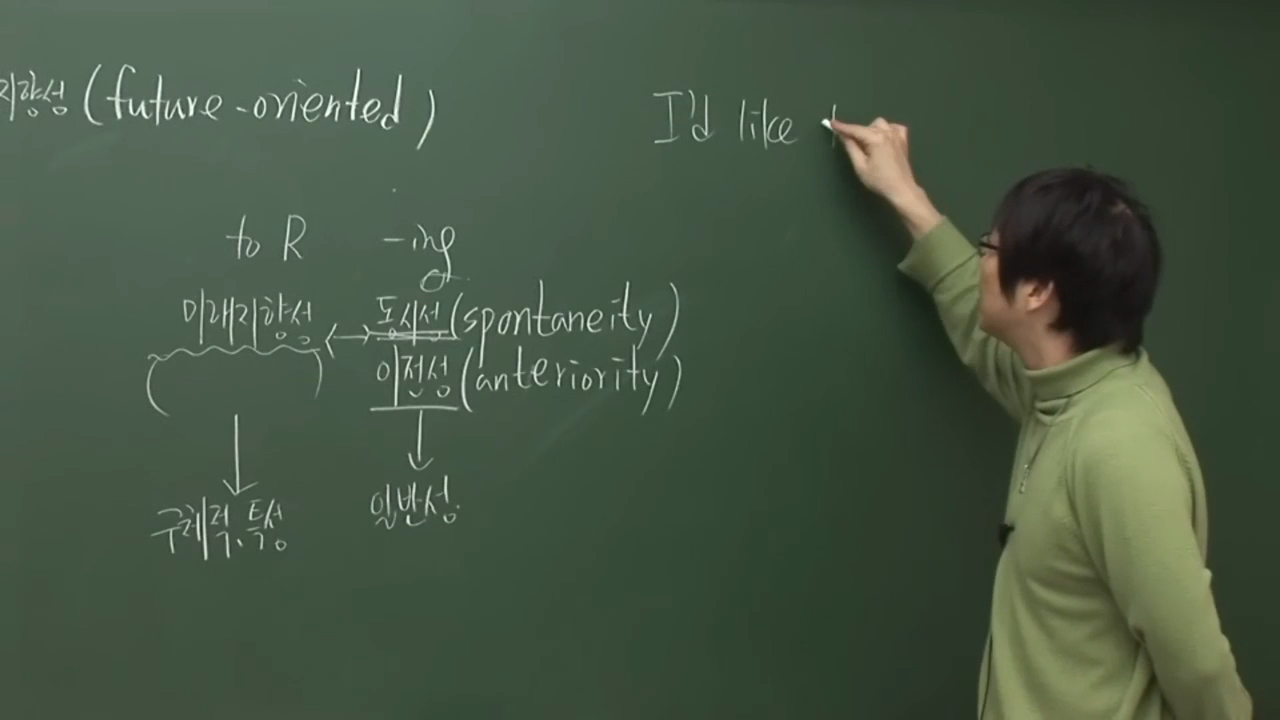 지향성 (future-oriented)
I'd like
to R -ing
미래지향성 ↔ 동시성 (spontaneity)
( ) 이전성 (anteriority)
구체적. 특성 일반성.